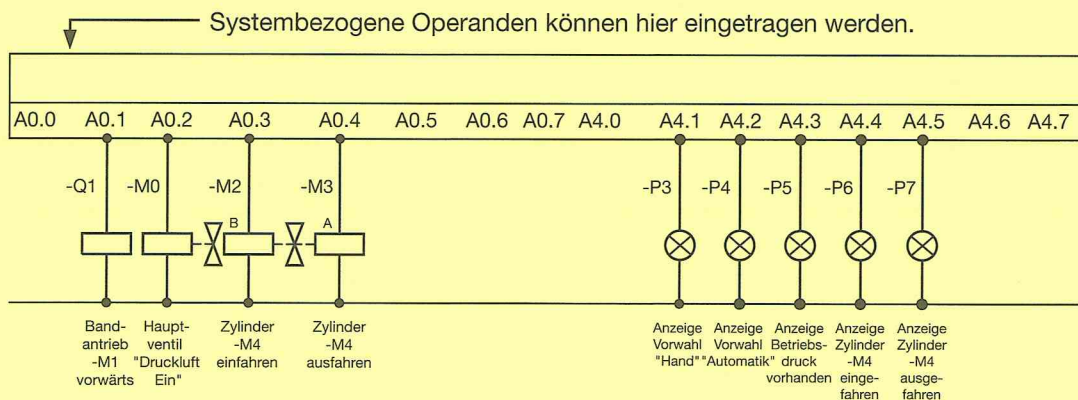 Systembezogene Operanden können hier eingetragen werden.
A0.0 A0.1 A0.2 A0.3 A0.4 A0.5 A0.6 A0.7 A4.0 A4.1 A4.2 A4.3 A4.4 A4.5 A4.6 A4.7
-Q1 -M0 -M2 -M3 -P3 -P4 -P5 -P6 -P7
B A
Band-
antrieb
-M1
vorwärts
Haupt-
ventil
"Druckluft
Ein"
Zylinder
-M4
einfahren
Zylinder
-M4
ausfahren
Anzeige
Vorwahl
"Hand"
Anzeige
Vorwahl
"Automatik"
Anzeige
Betriebs-
druck
vorhanden
Anzeige
Zylinder
-M4
einge-
fahren
Anzeige
Zylinder
-M4
ausge-
fahren